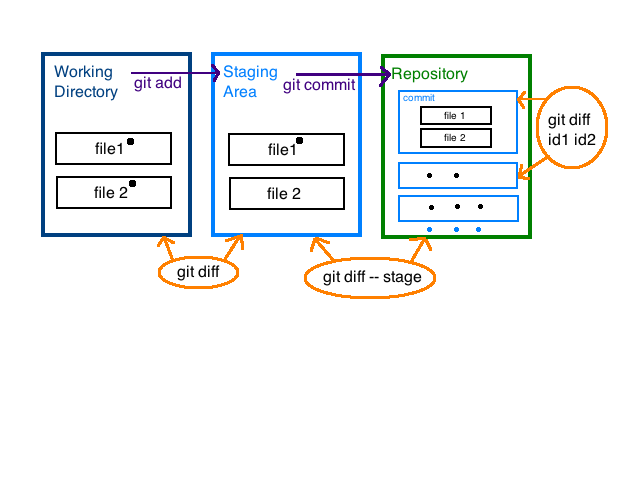 Working
Directory
git add
Staging
Area
git commit
Repository
commit
file 1
file 2
file1
file 2
file1
file 2
git diff
id1 id2
git diff
git diff -- stage